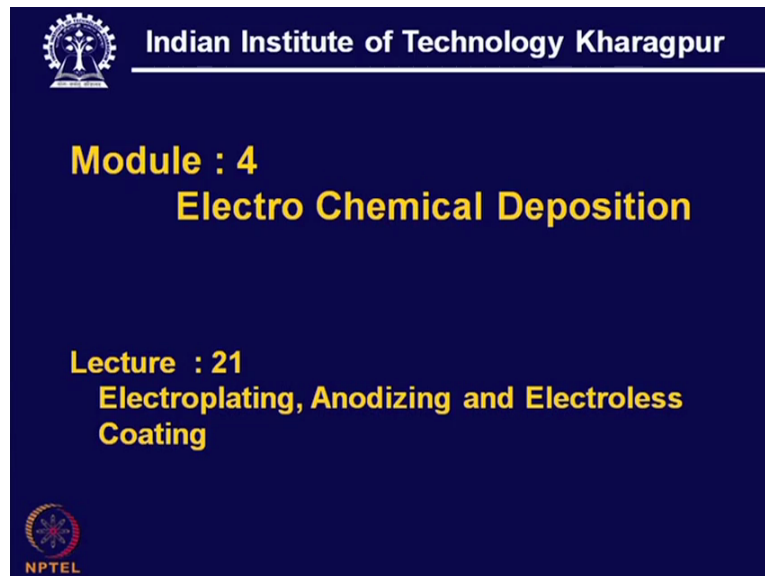 Indian Institute of Technology Kharagpur
Module : 4
Electro Chemical Deposition
Lecture : 21
Electroplating, Anodizing and Electroless
Coating
NPTEL